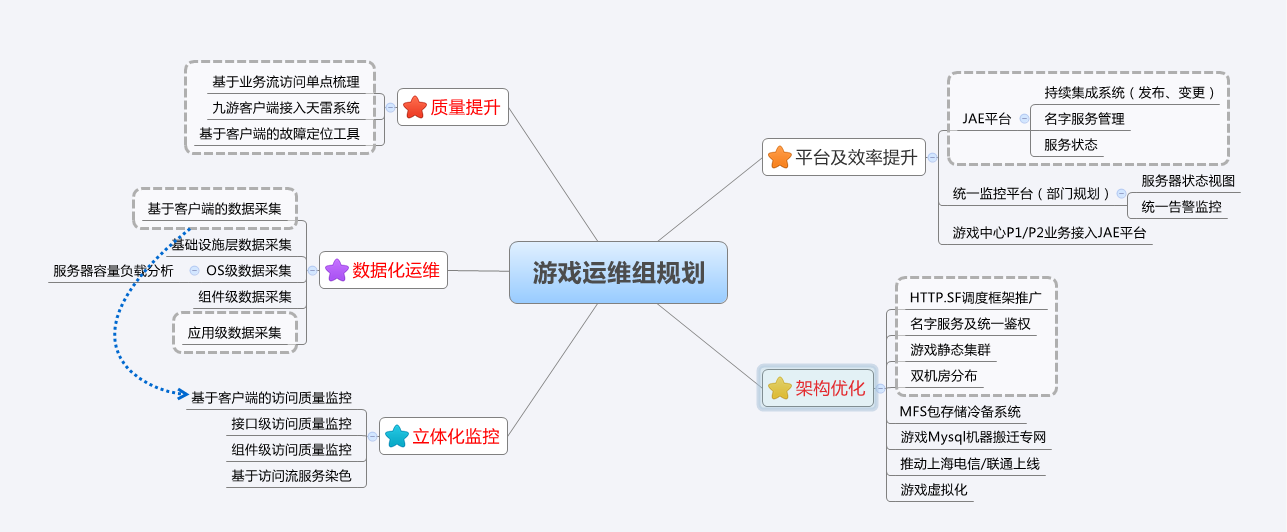 游戏运维组规划
质量提升
基于业务流访问单点梳理
九游客户端接入天雷系统
基于客户端的故障定位工具
数据化运维
基于客户端的数据采集
基础设施层数据采集
OS级数据采集
服务器容量负载分析
组件级数据采集
应用级数据采集
立体化监控
基于客户端的访问质量监控
接口级访问质量监控
组件级访问质量监控
基于访问流服务染色
平台及效率提升
JAE平台
持续集成系统（发布、变更）
名字服务管理
服务状态
统一监控平台（部门规划）
服务器状态视图
统一告警监控
游戏中心P1/P2业务接入JAE平台
架构优化
HTTP.SF调度框架推广
名字服务及统一鉴权
游戏静态集群
双机房分布
MFS包存储冷备系统
游戏Mysql机器搬迁专网
推动上海电信/联通上线
游戏虚拟化